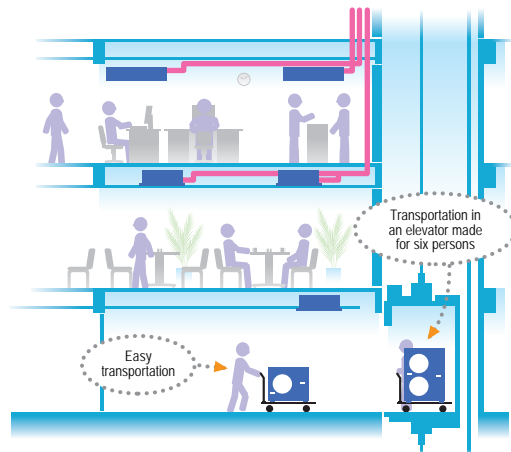 Transportation in
an elevator made
for six persons
Easy
transportation